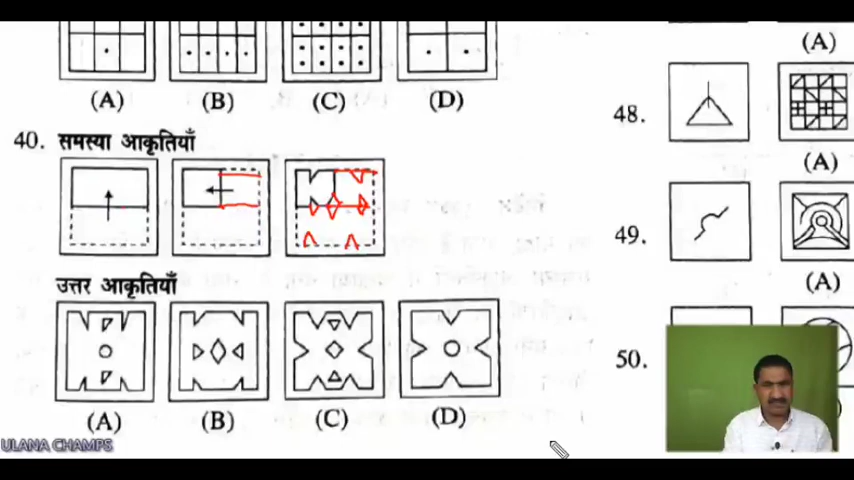 (A) (B) (C) (D)
40. समस्या आकृतियाँ
उत्तर आकृतियाँ
(A) (B) (C) (D)
ULANA CHAMPS
(A)
48.
(A)
49.
(A)
50.